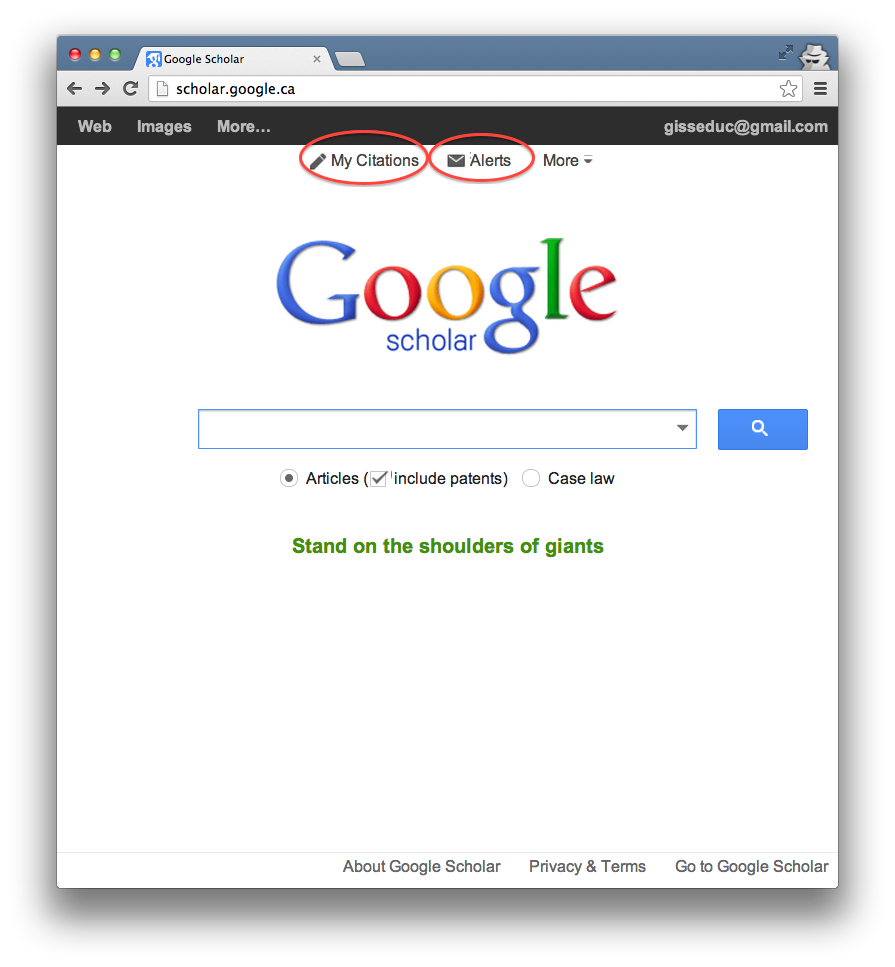 Google Scholar
scholar.google.ca
Web Images More... gisseduc@gmail.com
My Citations Alerts More
Google
scholar
Articles (include patents) Case law
Stand on the shoulders of giants
About Google Scholar Privacy & Terms Go to Google Scholar